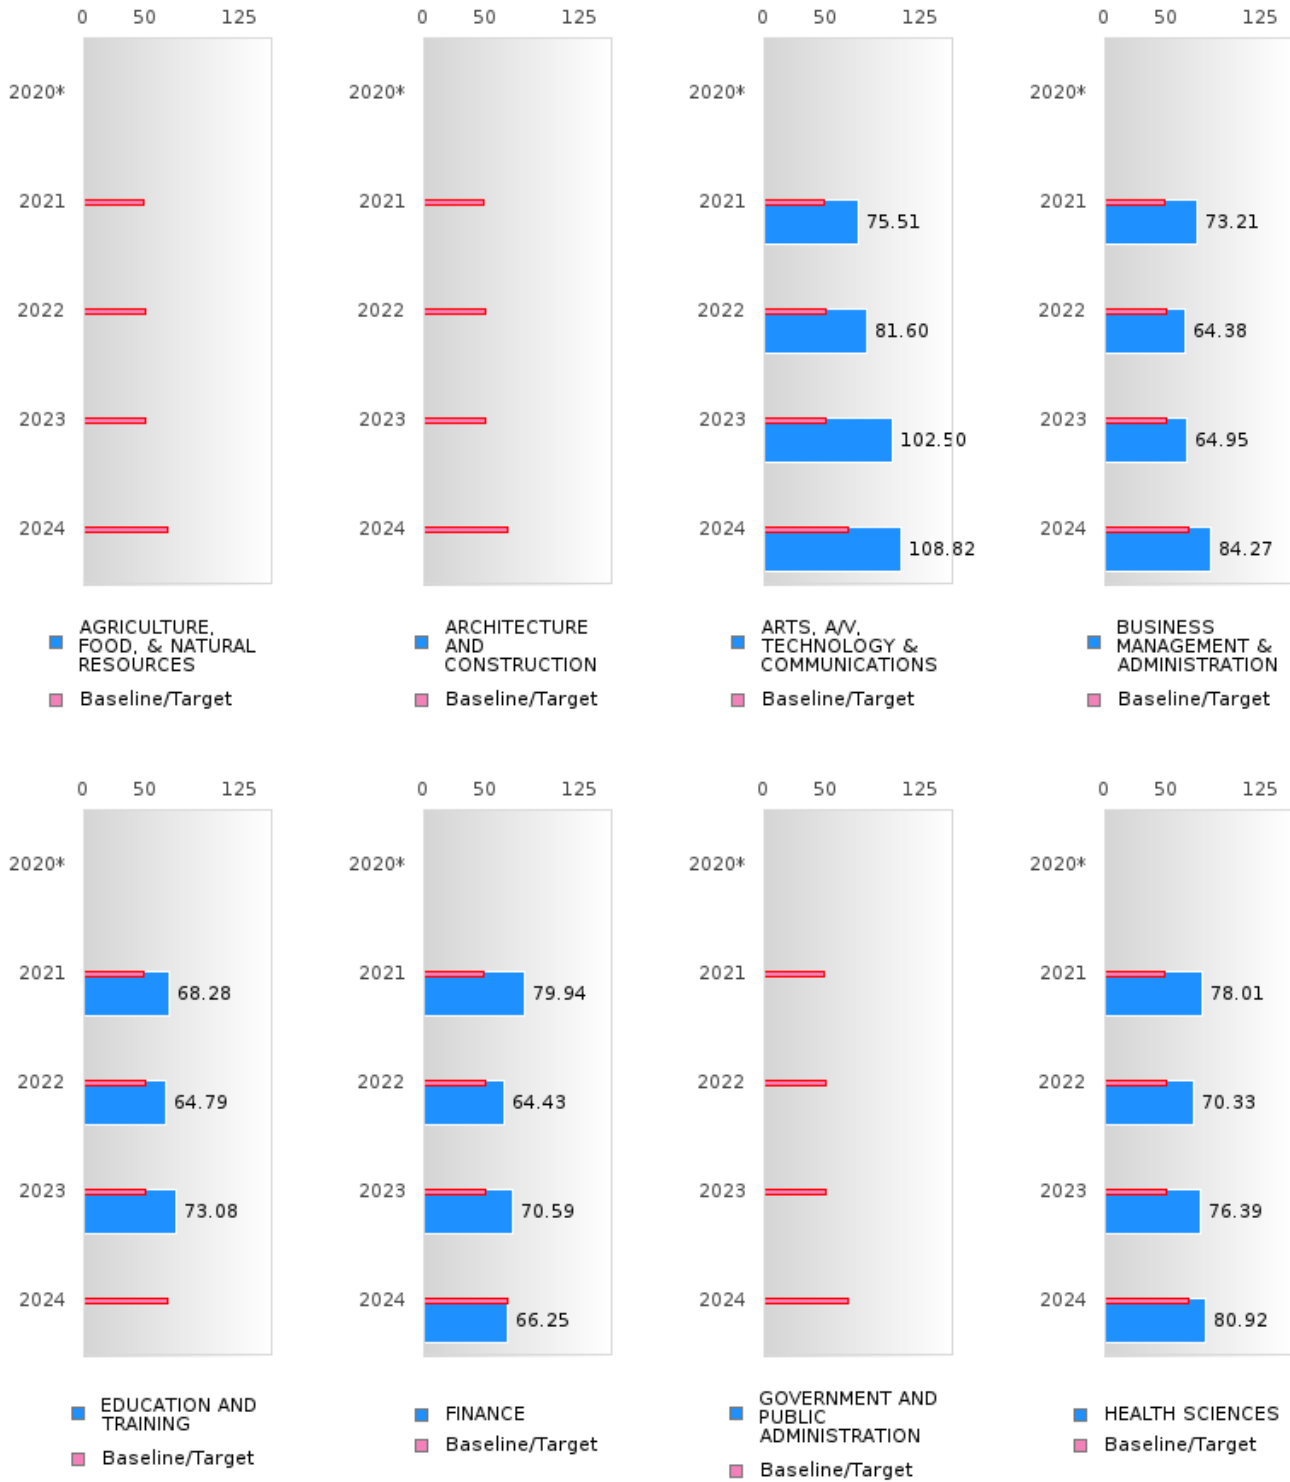 0 50 125
2020*
2021
2022
2023
2024
AGRICULTURE,
FOOD, & NATURAL
RESOURCES
Baseline/Target
0 50 125
2020*
2021
2022
2023
2024
ARCHITECTURE
AND
CONSTRUCTION
Baseline/Target
0 50 125
2020*
2021
75.51
2022
81.60
2023
102.50
2024
108.82
ARTS, A/V,
TECHNOLOGY &
COMMUNICATIONS
Baseline/Target
0 50 125
2020*
2021
73.21
2022
64.38
2023
64.95
2024
84.27
BUSINESS
MANAGEMENT &
ADMINISTRATION
Baseline/Target
0 50 125
2020*
2021
68.28
2022
64.79
2023
73.08
2024
EDUCATION AND
TRAINING
Baseline/Target
0 50 125
2020*
2021
79.94
2022
64.43
2023
70.59
2024
66.25
FINANCE
Baseline/Target
0 50 125
2020*
2021
2022
2023
2024
GOVERNMENT AND
PUBLIC
ADMINISTRATION
Baseline/Target
0 50 125
2020*
2021
78.01
2022
70.33
2023
76.39
2024
80.92
HEALTH SCIENCES
Baseline/Target